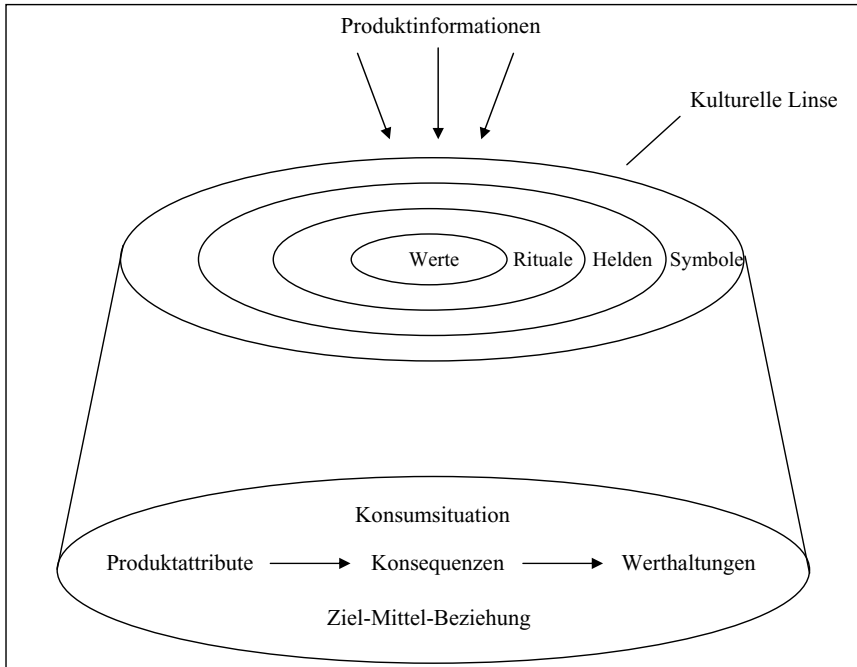 Produktinformationen
Kulturelle Linse
Werte Rituale Helden Symbole
Konsumsituation
Produktattribute Konsequenzen Werthaltungen
Ziel-Mittel-Beziehung